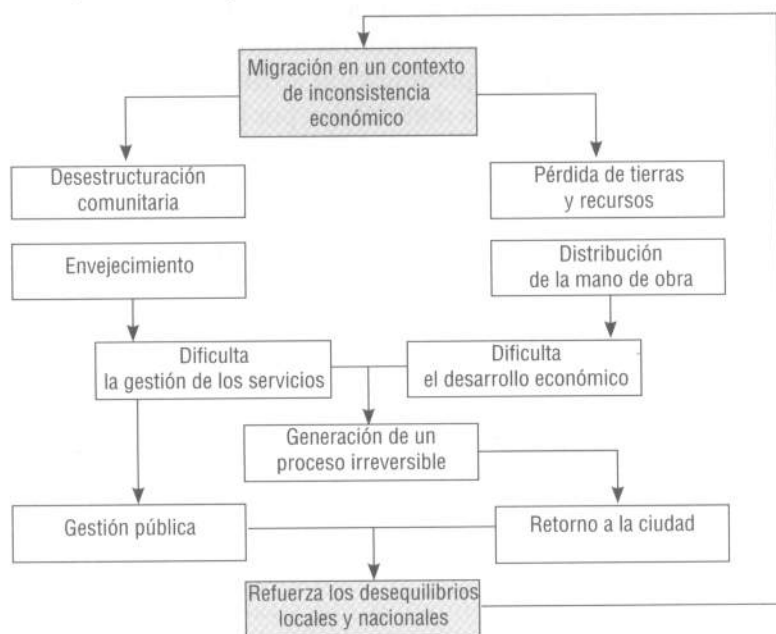 Migración en un contexto
de inconsistencia
económico
Desestructuración
comunitaria
Pérdida de tierras
y recursos
Envejecimiento
Distribución
de la mano de obra
Dificulta
la gestión de los servicios
Dificulta
el desarrollo económico
Generación de un
proceso irreversible
Gestión pública
Retorno a la ciudad
Refuerza los desequilibrios
locales y nacionales